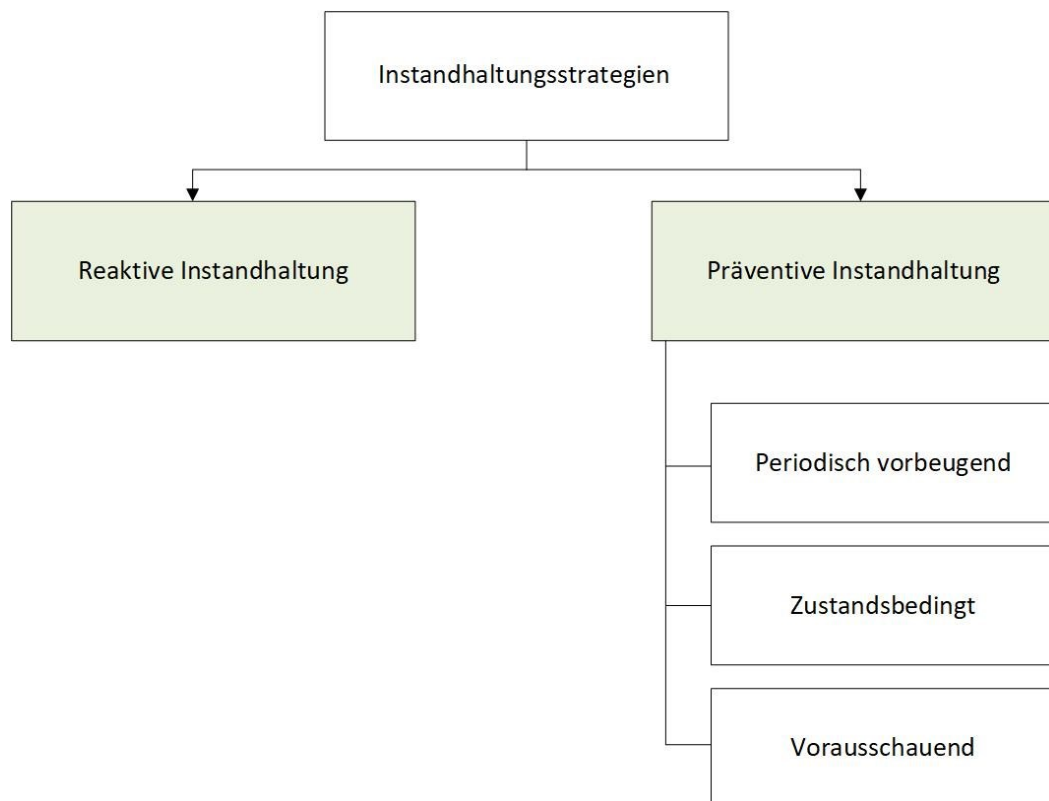 Instandhaltungsstrategien
Reaktive Instandhaltung
Präventive Instandhaltung
Periodisch vorbeugend
Zustandsbedingt
Vorausschauend